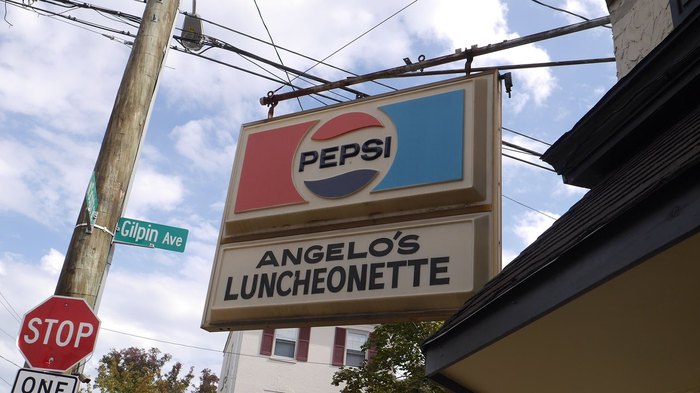 PEPSI
ANGELO'S
LUNCHEONETTE
Gilpin Ave
STOP
ONE